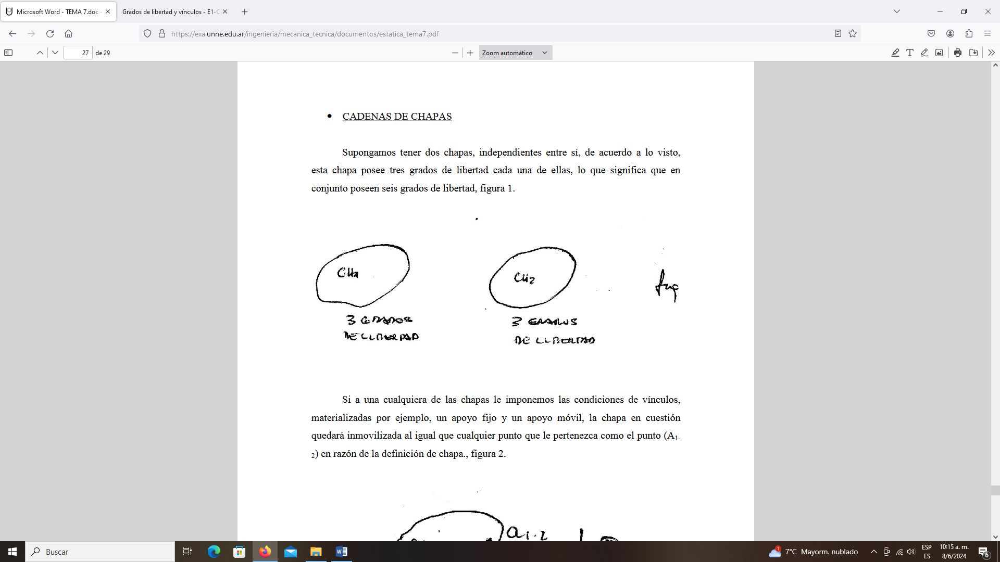 Microsoft Word - TEMA 7.doc -
Grados de libertad y vínculos - E1-C
https://exa.unne.edu.ar/ingenieria/mecanica_tecnica/documentos/estatica_tema7.pdf
27 de 29
Zoom automático
CADENAS DE CHAPAS
Supongamos tener dos chapas, independientes entre sí, de acuerdo a lo visto,
esta chapa posee tres grados de libertad cada una de ellas, lo que significa que en
conjunto poseen seis grados de libertad, figura 1.
CH1
CH2
fig
3 GRADOS
DE LIBERTAD
3 GRADOS
DE LIBERTAD
Si a una cualquiera de las chapas le imponemos las condiciones de vínculos,
materializadas por ejemplo, un apoyo fijo y un apoyo móvil, la chapa en cuestión
quedará inmovilizada al igual que cualquier punto que le pertenezca como el punto (A1-
2) en razón de la definición de chapa., figura 2.
a1-2
Buscar
1
7°C Mayorm. nublado
ESP
ES
10:15 a. m.
8/6/2024
6